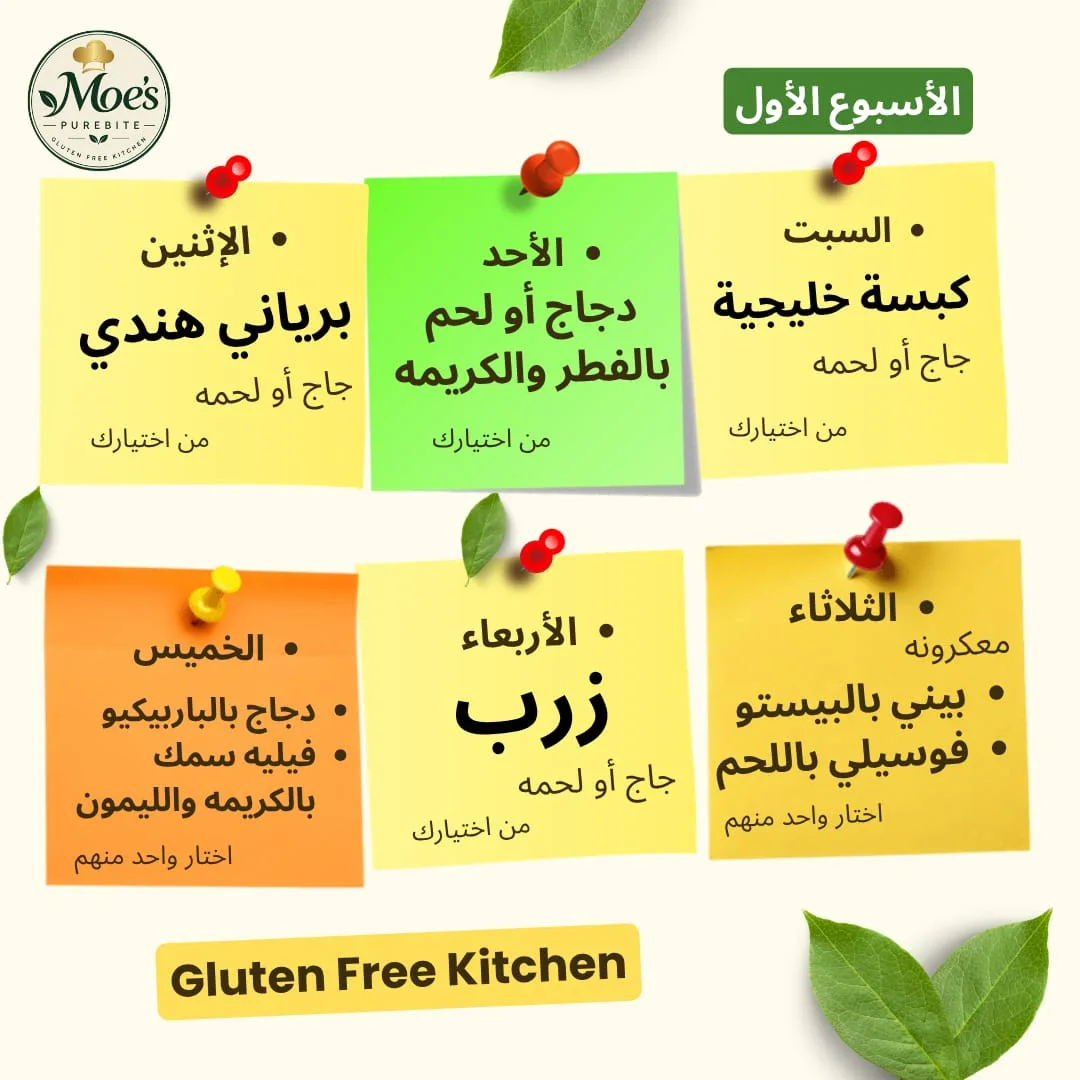 Moe's
PUREBITE
GLUTEN FREE KITCHEN
الأسبوع الأول
• السبت
كبسة خليجية
جاج أو لحمه
من اختيارك
• الأحد
دجاج أو لحم
بالفطر والكريمه
من اختيارك
• الإثنين
برياني هندي
جاج أو لحمه
من اختيارك
• الثلاثاء
معكرونه
• بيني بالبيستو
• فوسيلي باللحم
اختار واحد منهم
• الأربعاء
زرب
جاج أو لحمه
من اختيارك
• الخميس
• دجاج بالباربيكيو
• فيليه سمك
بالكريمه والليمون
اختار واحد منهم
Gluten Free Kitchen